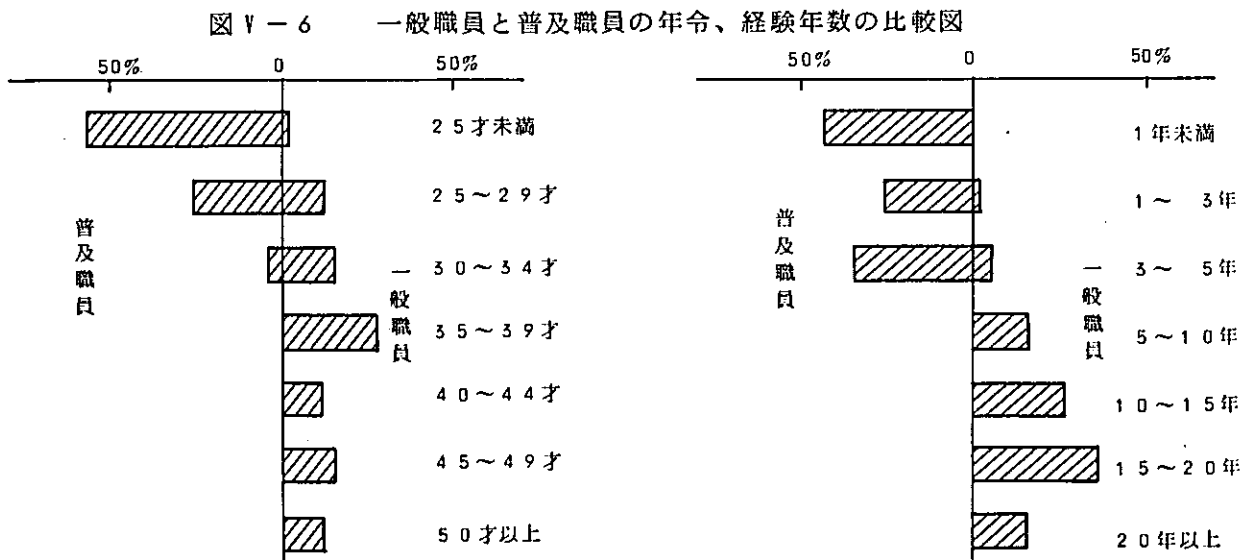 図Ⅴ－6　一般職員と普及職員の年令、経験年数の比較図
50%　0　50%
25才未満
25～29才
30～34才
35～39才
40～44才
45～49才
50才以上
普及職員
一般職員
50%　0　50%
1年未満
1～3年
3～5年
5～10年
10～15年
15～20年
20年以上
普及職員
一般職員